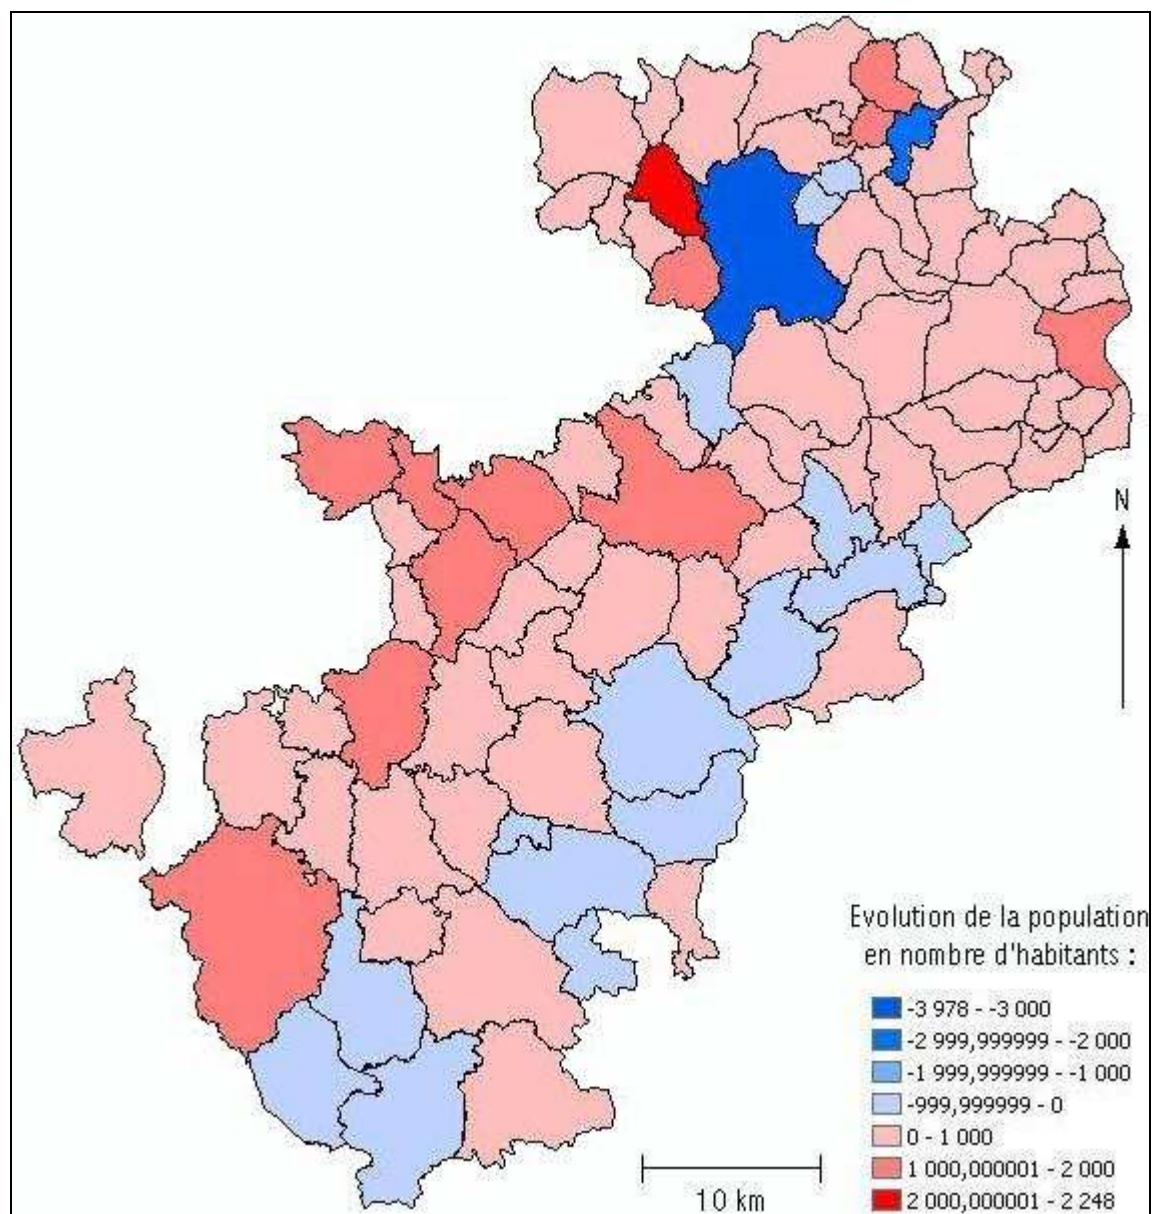 N
Evolution de la population
en nombre d'habitants :
-3 978 - -3 000
-2 999,999999 - -2 000
-1 999,999999 - -1 000
-999,999999 - 0
0 - 1 000
1 000,000001 - 2 000
2 000,000001 - 2 248
10 km